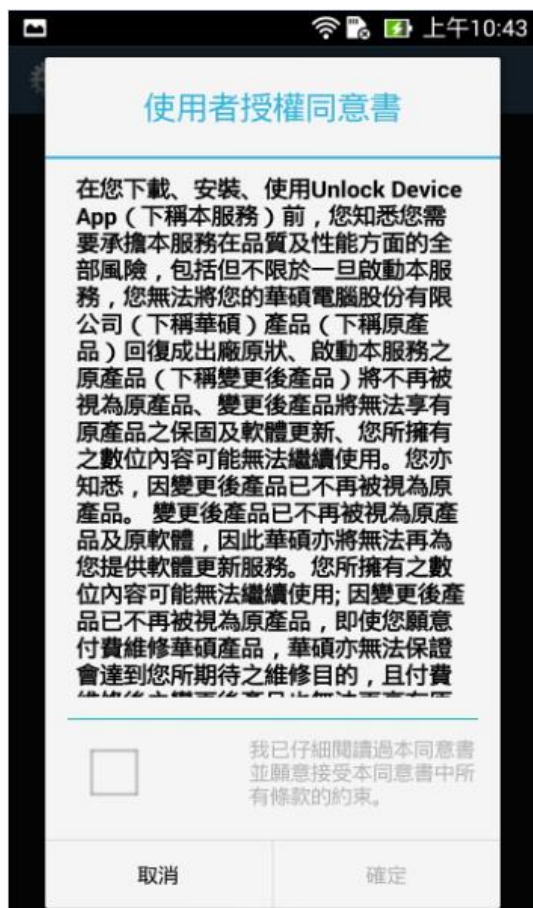 上午10:43
使用者授權同意書
在您下載、安裝、使用Unlock Device
App（下稱本服務）前，您知悉您需
要承擔本服務在品質及性能方面的全
部風險，包括但不限於一旦啟動本服
務，您無法將您的華碩電腦股份有限
公司（下稱華碩）產品（下稱原產
品）回復成出廠原狀、啟動本服務之
原產品（下稱變更後產品）將不再被
視為原產品、變更後產品將無法享有
原產品之保固及軟體更新、您所擁有
之數位內容可能無法繼續使用。您亦
知悉，因變更後產品已不再被視為原
產品。 變更後產品已不再被視為原產
品及原軟體，因此華碩亦將無法再為
您提供軟體更新服務。您所擁有之數
位內容可能無法繼續使用; 因變更後產
品已不再被視為原產品，即使您願意
付費維修華碩產品，華碩亦無法保證
會達到您所期待之維修目的，且付費
我已仔細閱讀過本同意書
並願意接受本同意書中所
有條款的約束。
取消
確定